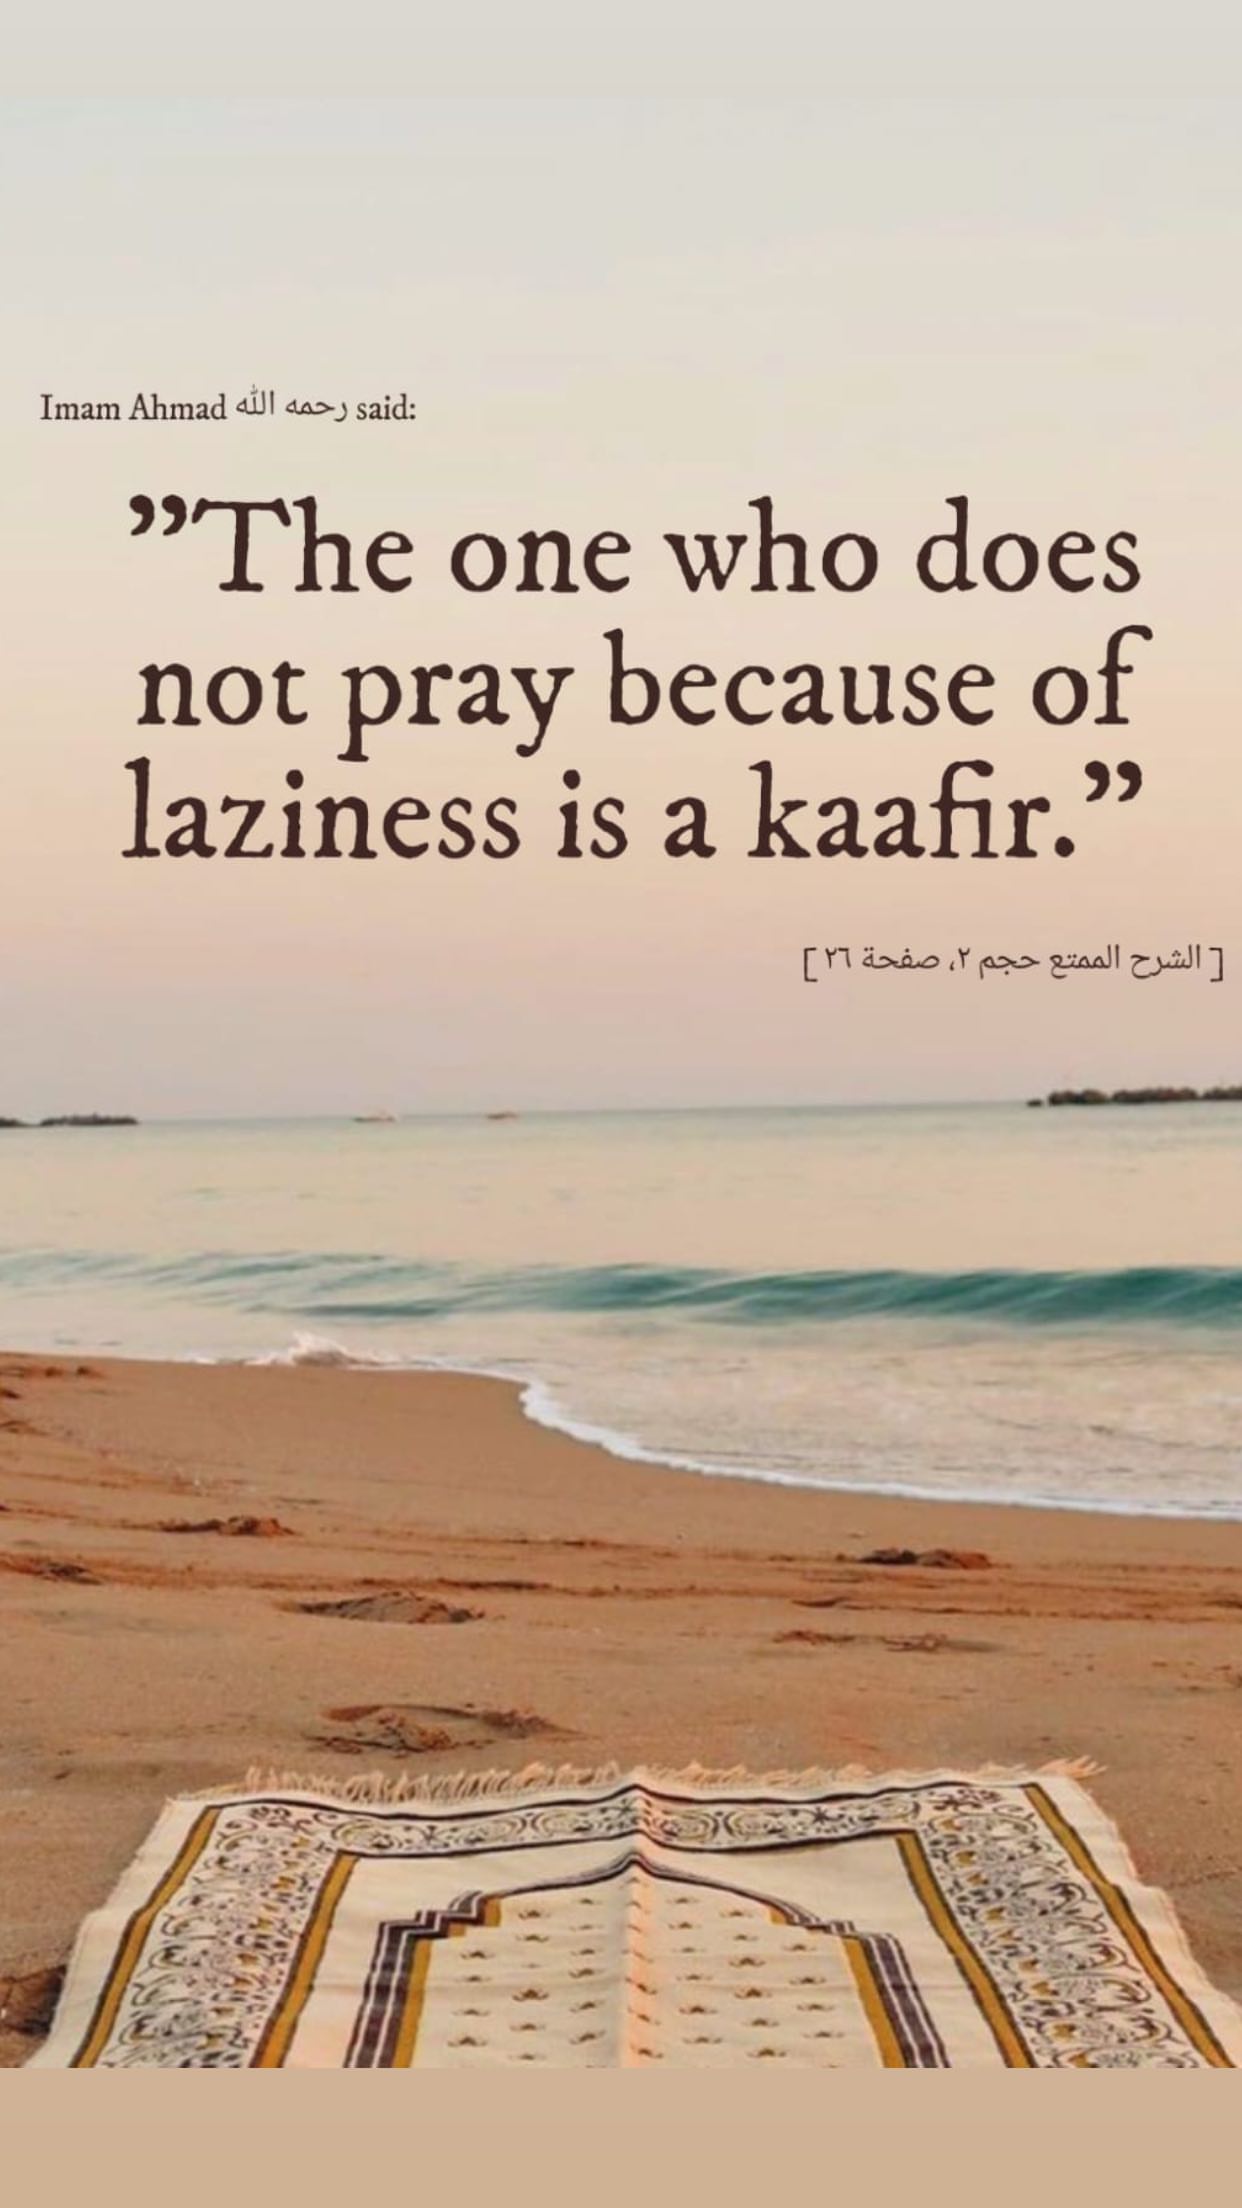 Imam Ahmad رحمه الله said:
”The one who does
not pray because of
laziness is a kaafir.”
[الشرح الممتع حجم ٢، صفحة ٢٦]